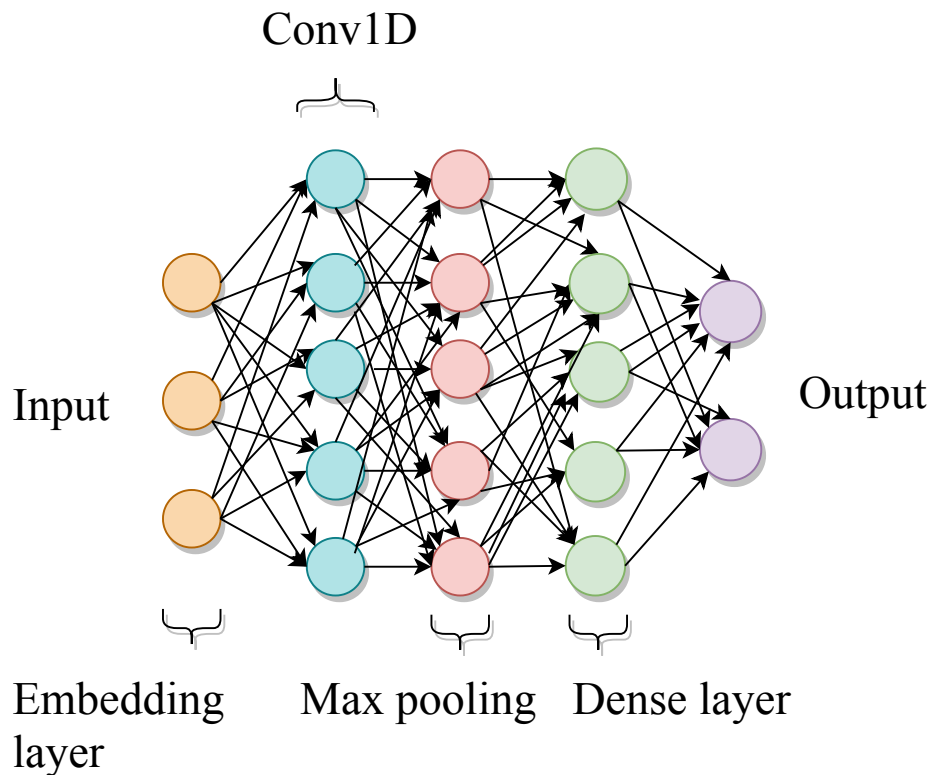 Conv1D
Input
Output
Embedding
layer
Max pooling
Dense layer